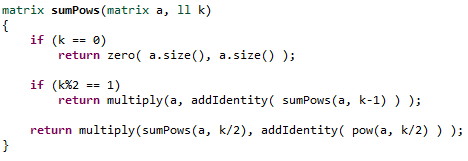 matrix sumPows(matrix a, ll k)
{
    if (k == 0)
        return zero( a.size(), a.size() );

    if (k%2 == 1)
        return multiply(a, addIdentity( sumPows(a, k-1) ) );

    return multiply(sumPows(a, k/2), addIdentity( pow(a, k/2) ) );
}